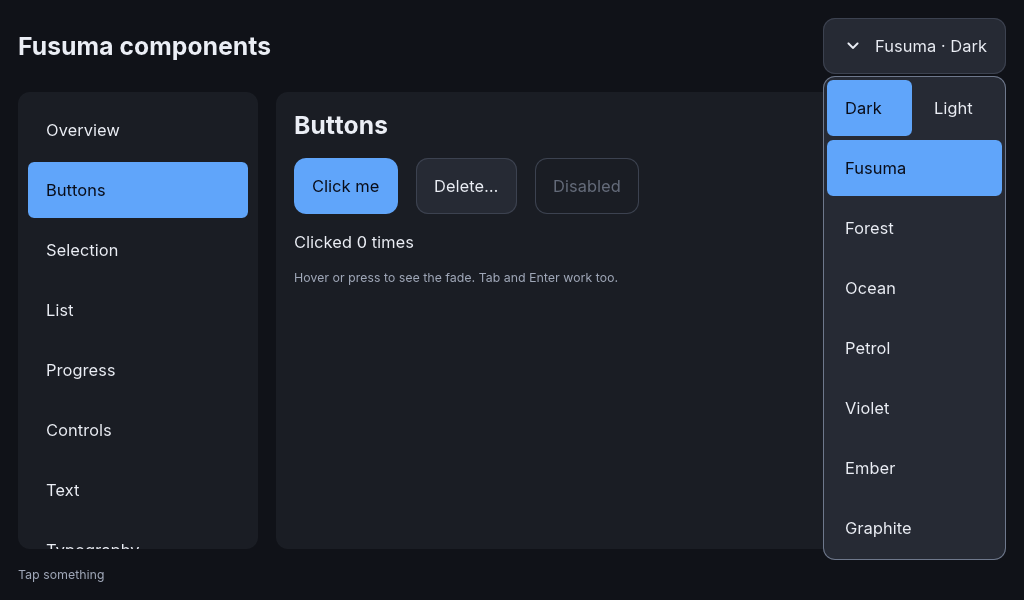 Fusuma components
Fusuma · Dark
Overview
Buttons
Selection
List
Progress
Controls
Text
Typography
Buttons
Click me
Delete...
Disabled
Clicked 0 times
Hover or press to see the fade. Tab and Enter work too.
Dark
Light
Fusuma
Forest
Ocean
Petrol
Violet
Ember
Graphite
Tap something